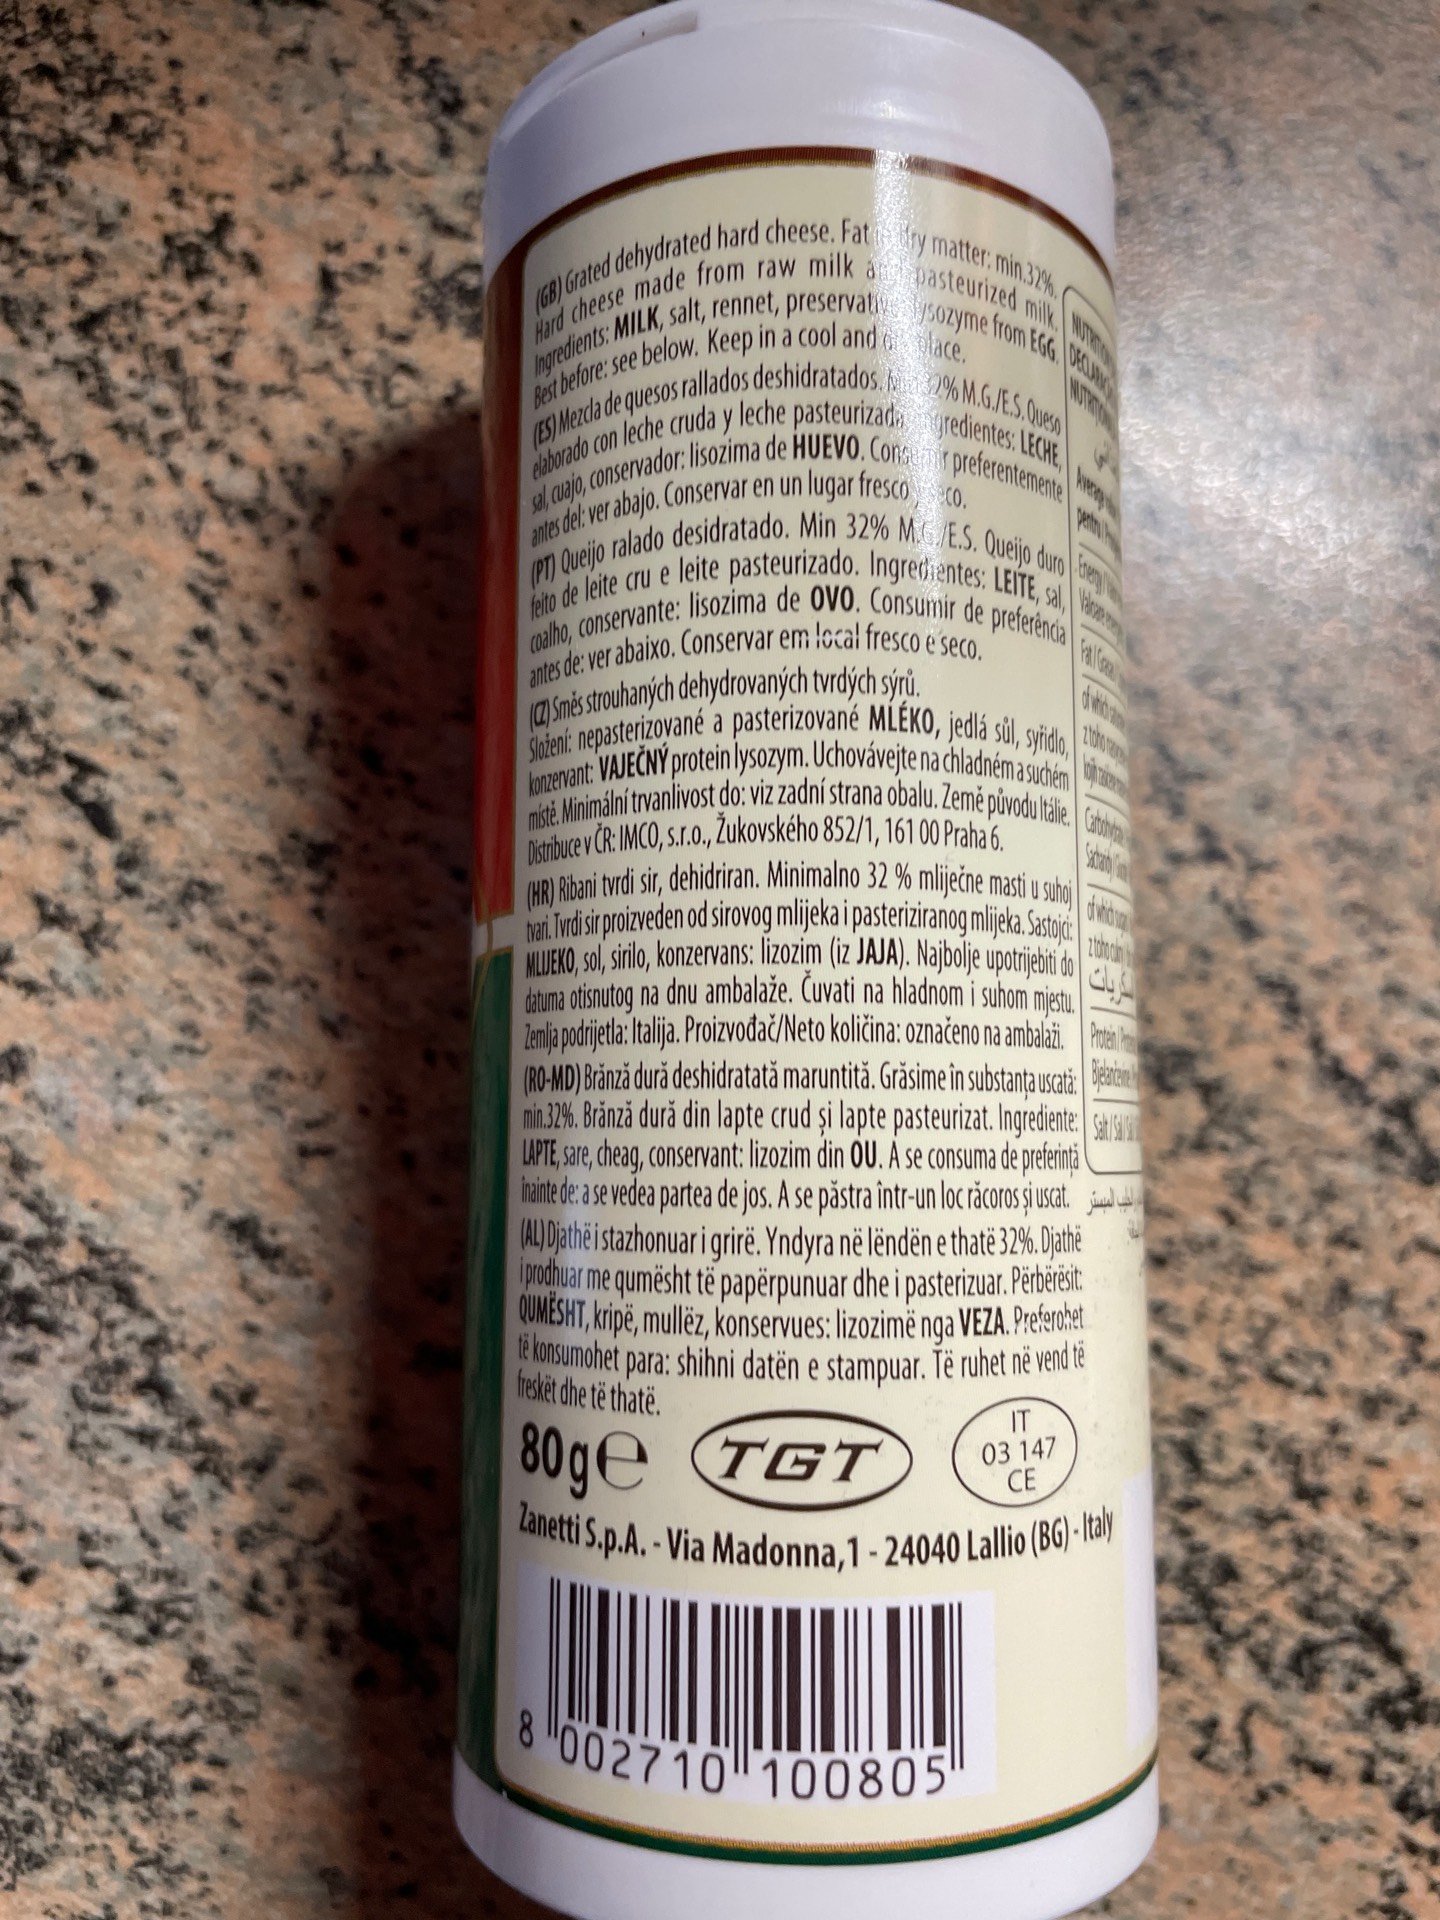 (GB) Grated dehydrated hard cheese. Fat dry matter: min.32%.
Hard cheese made from raw milk pasteurized milk.
Ingredients: MILK, salt, rennet, preservative lysozyme from EGG.
Best before: see below. Keep in a cool and place.
(ES) Mezcla de quesos rallados deshidratados. 32% M.G./E.S. Queso
elaborado con leche cruda y leche pasteurizada Ingredientes: LECHE,
sal, cuajo, conservador: lisozima de HUEVO. Consumir preferentemente
antes del: ver abajo. Conservar en un lugar fresco y seco.
(PT) Queijo ralado desidratado. Min 32% M.G./E.S. Queijo duro
feito de leite cru e leite pasteurizado. Ingredientes: LEITE, sal,
coalho, conservante: lisozima de OVO. Consumir de preferência
antes de: ver abaixo. Conservar em local fresco e seco.
(CZ) Směs strouhaných dehydrovaných tvrdých sýrů.
Složení: nepasterizované a pasterizované MLÉKO, jedlá sůl, syřidlo,
konzervant: VAJEČNÝ protein lysozym. Uchovávejte na chladném a suchém
místě. Minimální trvanlivost do: viz zadní strana obalu. Země původu Itálie.
Distribuce v ČR: IMCO, s.r.o., Žukovského 852/1, 161 00 Praha 6.
(HR) Ribani tvrdi sir, dehidriran. Minimalno 32 % mliječne masti u suhoj
tvari. Tvrdi sir proizveden od sirovog mlijeka i pasteriziranog mlijeka. Sastojci:
MLIJEKO, sol, sirilo, konzervans: lizozim (iz JAJA). Najbolje upotrijebiti do
datuma otisnutog na dnu ambalaže. Čuvati na hladnom i suhom mjestu.
Zemlja podrijetla: Italija. Proizvođač/Neto količina: označeno na ambalaži.
(RO-MD) Brănză dură deshidratată maruntită. Grăsime în substanța uscată:
min.32%. Brănză dură din lapte crud și lapte pasteurizat. Ingrediente:
LAPTE, sare, cheag, conservant: lizozim din OU. A se consuma de preferință
înainte de: a se vedea partea de jos. A se păstra într-un loc răcoros și uscat.
(AL) Djathë i stazhonuar i grirë. Yndyra në lëndën e thatë 32%. Djathë
i prodhuar me qumësht të papërpunuar dhe i pasterizuar. Përbërësit:
QUMËSHT, kripë, mullëz, konservues: lizozimë nga VEZA. Preferohet
të konsumohet para: shihni datën e stampuar. Të ruhet në vend të
freskët dhe të thatë.
80 g e TGT IT
03 147
CE
Zanetti S.p.A. - Via Madonna,1 - 24040 Lallio (BG) - Italy
8 002710 100805
Average
Energy
Fat /
of which
z toho
of which
z toho
Protein
Salt / Sůl